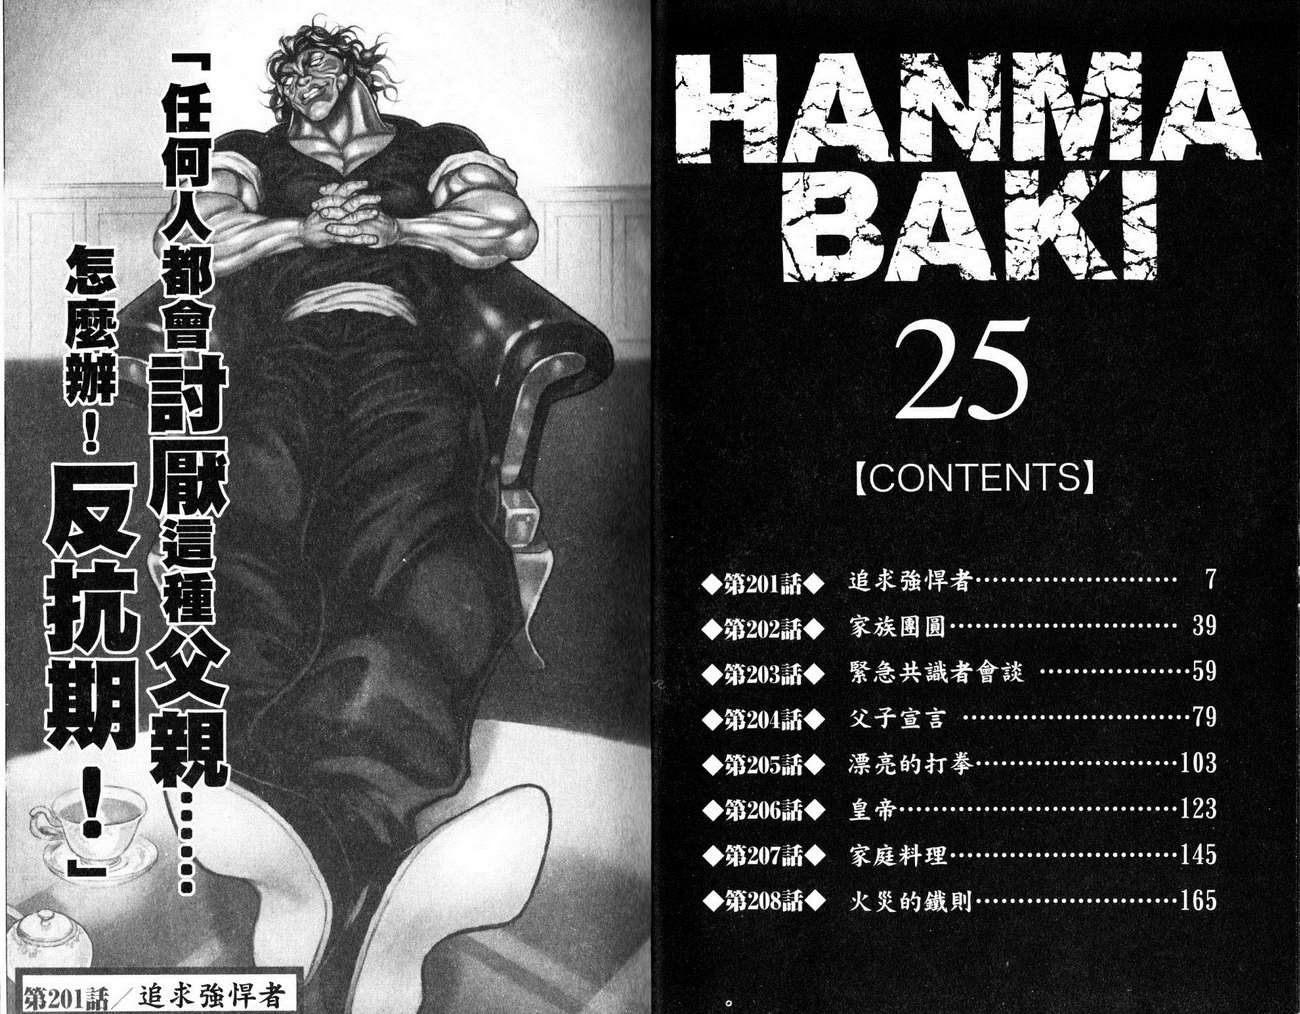 「任何人都會討厭這種父親……
怎麼辦！反抗期！」
第201話／追求強悍者
HANMA
BAKI
25
【CONTENTS】
◆第201話◆ 追求強悍者…………………… 7
◆第202話◆ 家族團圓……………………… 39
◆第203話◆ 緊急共識者會談 ………………59
◆第204話◆ 父子宣言 ………………………79
◆第205話◆ 漂亮的打拳……………………103
◆第206話◆ 皇帝……………………………123
◆第207話◆ 家庭料理………………………145
◆第208話◆ 火災的鐵則……………………165